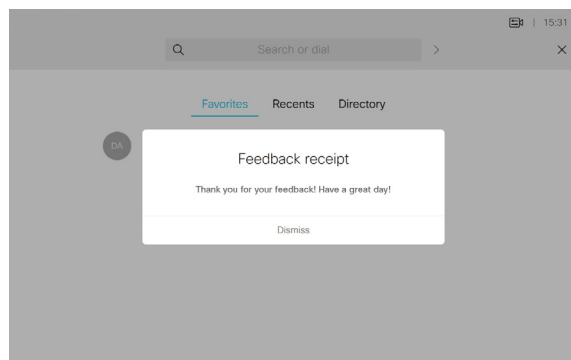 15:31
Search or dial
Favorites Recents Directory
DA
Feedback receipt
Thank you for your feedback! Have a great day!
Dismiss